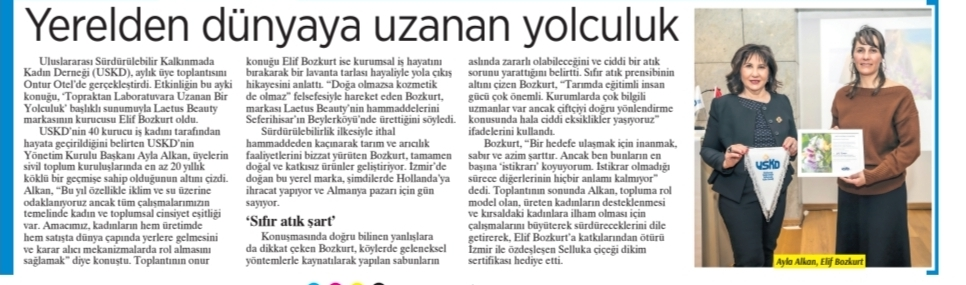 Yerelden dünyaya uzanan yolculuk
Uluslararası Sürdürülebilir Kalkınmada
Kadın Derneği (USKD), aylık üye toplantısını
Ontur Otel'de gerçekleştirdi. Etkinliğin bu ayki
konuğu, 'Topraktan Laboratuvara Uzanan Bir
Yolculuk' başlıklı sunumuyla Laetus Beauty
markasının kurucusu Elif Bozkurt oldu.
USKD'nin 40 kurucu iş kadını tarafından
hayata geçirildiğini belirten USKD'nin
Yönetim Kurulu Başkanı Ayla Alkan, üyelerin
sivil toplum kuruluşlarında en az 20 yıllık
köklü bir geçmişe sahip olduğunun altını çizdi.
Alkan, "Bu yıl özellikle iklim ve su üzerine
odaklanıyoruz ancak tüm çalışmalarımızın
temelinde kadın ve toplumsal cinsiyet eşitliği
var. Amacımız, kadınların hem üretimde
hem satışta dünya çapında yerlere gelmesini
ve karar alıcı mekanizmalarda rol almasını
sağlamak" diye konuştu. Toplantının onur
konuğu Elif Bozkurt ise kurumsal iş hayatını
bırakarak bir lavanta tarlası hayaliyle yola çıkış
hikayesini anlattı. "Doğa olmazsa kozmetik
de olmaz" felsefesiyle hareket eden Bozkurt,
markası Laetus Beauty'nin hammaddelerini
Seferihisar'ın Beylerköyü'nde ürettiğini söyledi.
Sürdürülebilirlik ilkesiyle ithal
hammaddeden kaçınarak tarım ve arıcılık
faaliyetlerini bizzat yürüten Bozkurt, tamamen
doğal ve katkısız ürünler geliştiriyor. İzmir'de
doğan bu yerel marka, şimdilerde Hollanda'ya
ihracat yapıyor ve Almanya pazarı için gün
sayıyor.
'Sıfır atık şart'
Konuşmasında doğru bilinen yanlışlara
da dikkat çeken Bozkurt, köylerde geleneksel
yöntemlerle kaynatılarak yapılan sabunların
aslında zararlı olabileceğini ve ciddi bir atık
sorunu yarattığını belirtti. Sıfır atık prensibinin
altını çizen Bozkurt, "Tarımda eğitimli insan
gücü çok önemli. Kurumlarda çok bilgili
uzmanlar var ancak çiftçiyi doğru yönlendirme
konusunda hala ciddi eksiklikler yaşıyoruz"
ifadelerini kullandı.
Bozkurt, "Bir hedefe ulaşmak için inanmak,
sabır ve azim şarttır. Ancak ben bunların en
başına 'istikrarı' koyuyorum. İstikrar olmadığı
sürece diğerlerinin hiçbir anlamı kalmıyor"
dedi. Toplantının sonunda Alkan, topluma rol
model olan, üreten kadınların desteklenmesi
ve kırsaldaki kadınlara ilham olması için
çalışmalarını büyüterek sürdüreceklerini dile
getirerek, Elif Bozkurt'a katkılarından ötürü
İzmir ile özdeşleşen Selluka çiçeği dikim
sertifikası hediye etti.
USKD
Ayla Alkan, Elif Bozkurt